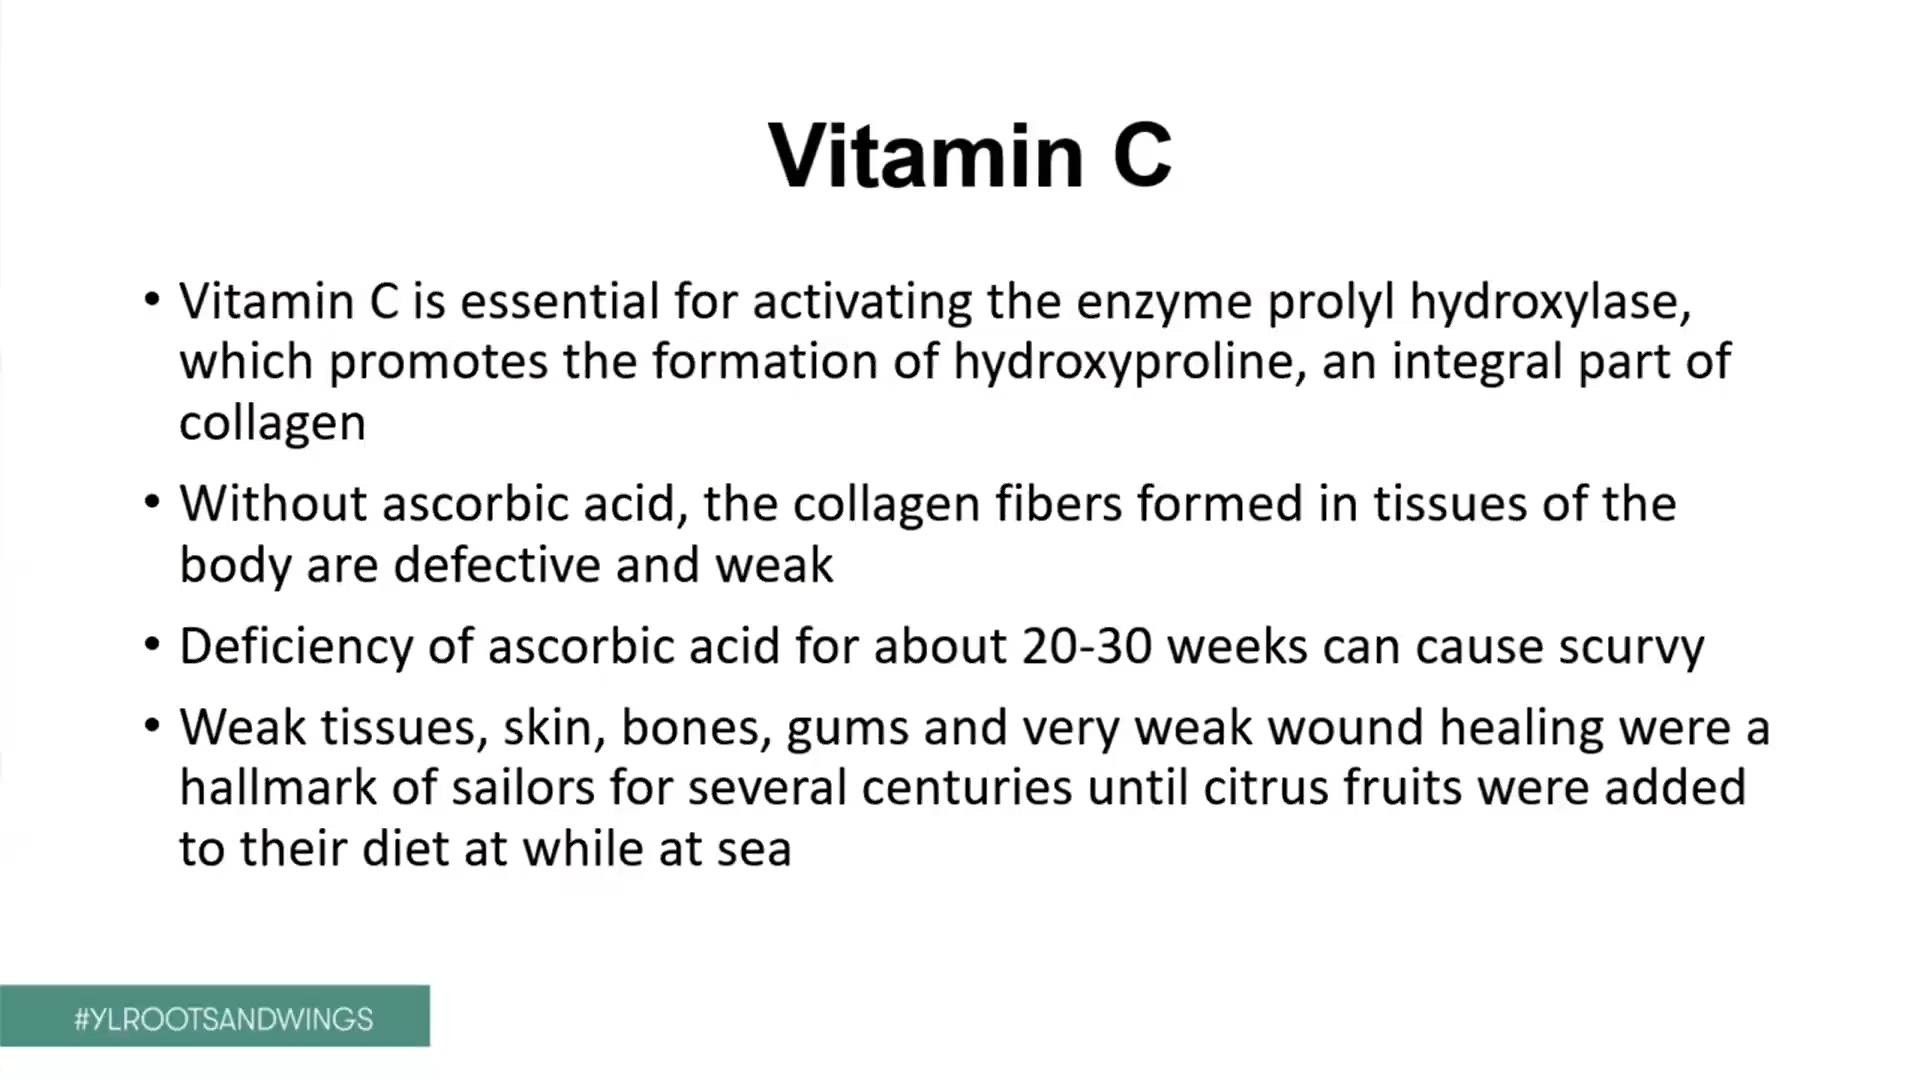 Vitamin C
• Vitamin C is essential for activating the enzyme prolyl hydroxylase,
which promotes the formation of hydroxyproline, an integral part of
collagen
• Without ascorbic acid, the collagen fibers formed in tissues of the
body are defective and weak
• Deficiency of ascorbic acid for about 20-30 weeks can cause scurvy
• Weak tissues, skin, bones, gums and very weak wound healing were a
hallmark of sailors for several centuries until citrus fruits were added
to their diet at while at sea
#YLROOTSANDWINGS